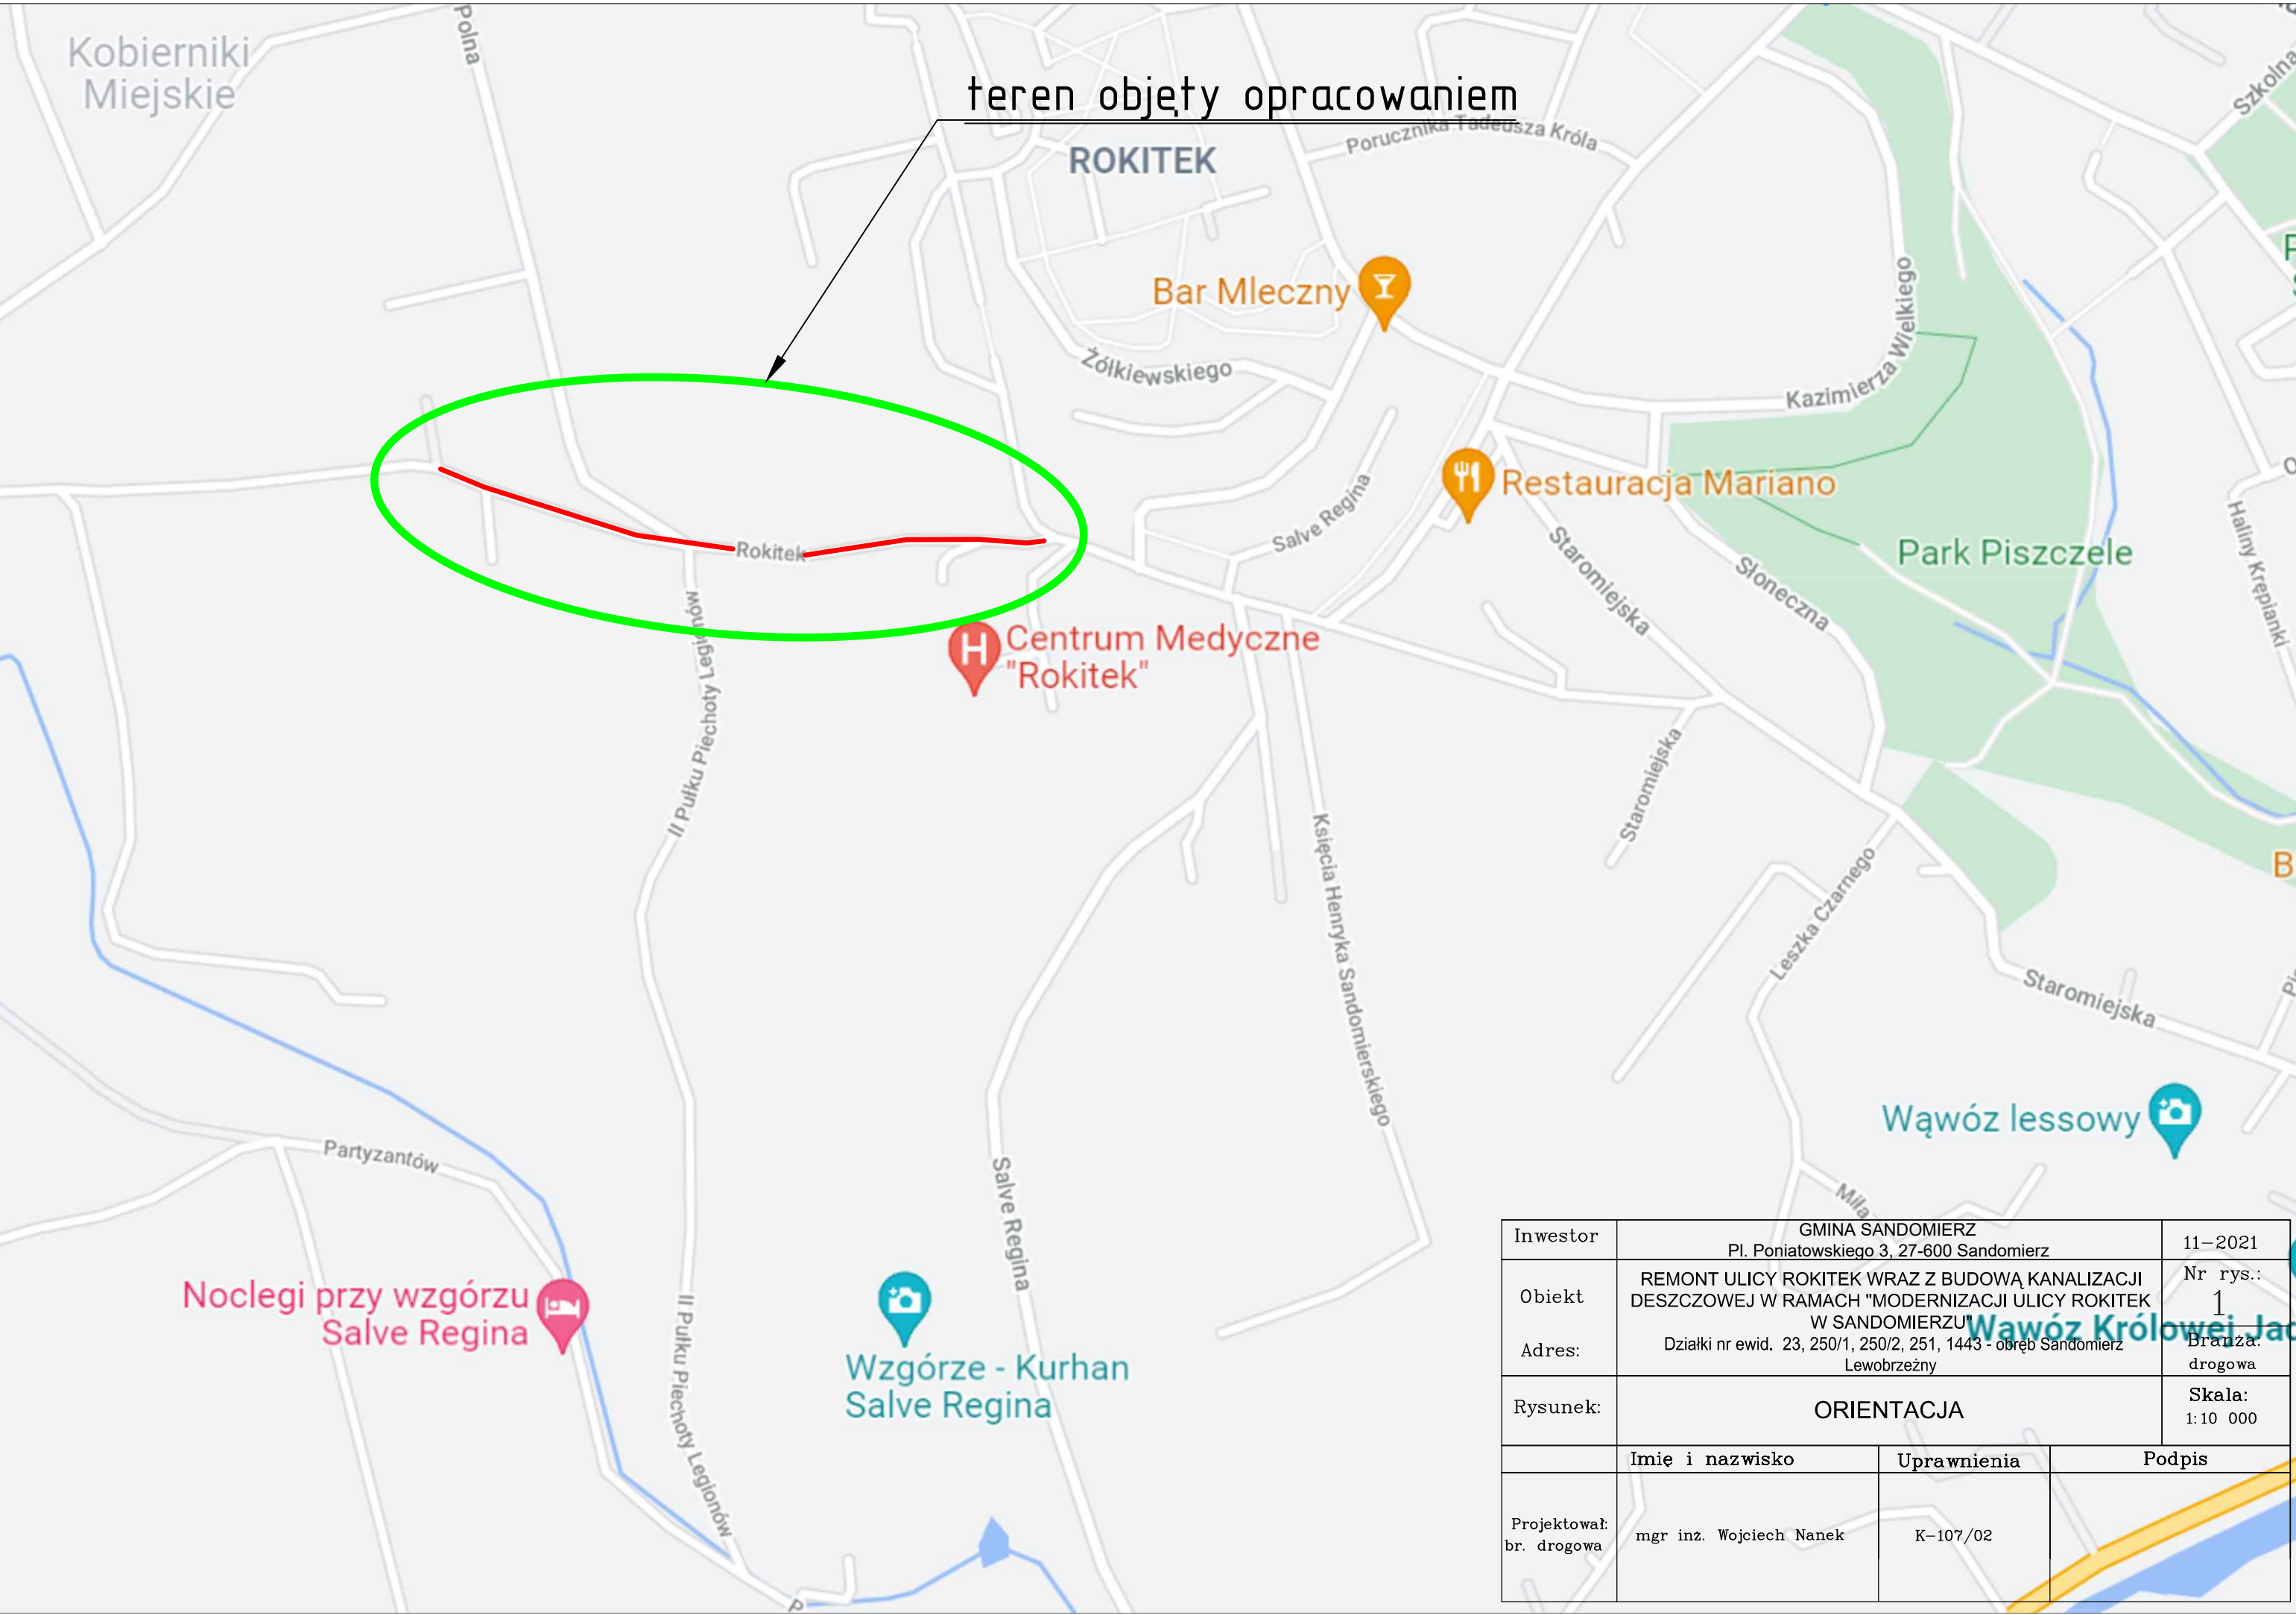 Kobierniki
Miejskie
Polna
teren objęty opracowaniem
ROKITEK
Porucznika Tadeusza Króla
Szkolna
Bar Mleczny
Żółkiewskiego
Kazimierza Wielkiego
Restauracja Mariano
Salve Regina
Rokitek
Staromiejska
Słoneczna
Park Piszczele
Haliny Krępianki
Centrum Medyczne
"Rokitek"
II Pułku Piechoty Legionów
Staromiejska
Księcia Henryka Sandomierskiego
Leszka Czarnego
B
Staromiejska
Wąwóz lessowy
Partyzantów
Salve Regina
Miła
Noclegi przy wzgórzu
Salve Regina
Wzgórze - Kurhan
Salve Regina
II Pułku Piechoty Legionów
P
Wąwóz Królowej Jad
Inwestor
GMINA SANDOMIERZ
Pl. Poniatowskiego 3, 27-600 Sandomierz
11-2021
Obiekt
REMONT ULICY ROKITEK WRAZ Z BUDOWĄ KANALIZACJI
DESZCZOWEJ W RAMACH "MODERNIZACJI ULICY ROKITEK
W SANDOMIERZU"
Nr rys.:
1
Adres:
Działki nr ewid. 23, 250/1, 250/2, 251, 1443 - obręb Sandomierz
Lewobrzeżny
Branża:
drogowa
Rysunek:
ORIENTACJA
Skala:
1:10 000
Imię i nazwisko Uprawnienia Podpis
Projektował:
br. drogowa
mgr inż. Wojciech Nanek
K-107/02